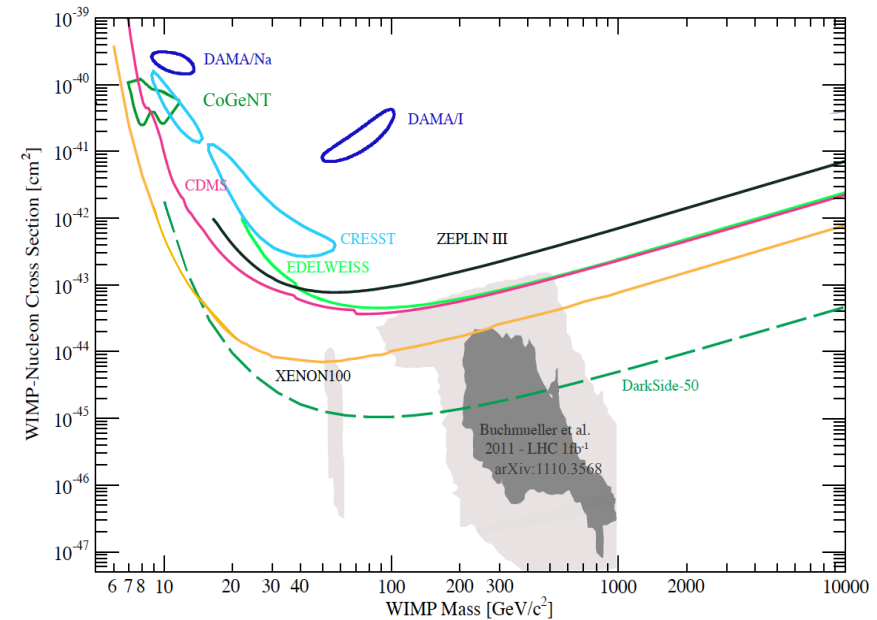 WIMP-Nucleon Cross Section [cm²]
10⁻³⁹
10⁻⁴⁰
10⁻⁴¹
10⁻⁴²
10⁻⁴³
10⁻⁴⁴
10⁻⁴⁵
10⁻⁴⁶
10⁻⁴⁷
DAMA/Na
CoGeNT
DAMA/I
CDMS
CRESST
ZEPLIN III
EDELWEISS
XENON100
DarkSide-50
Buchmueller et al.
2011 - LHC 1fb⁻¹
arXiv:1110.3568
6 7 8 10 20 30 40 100 200 300 1000 2000 10000
WIMP Mass [GeV/c²]